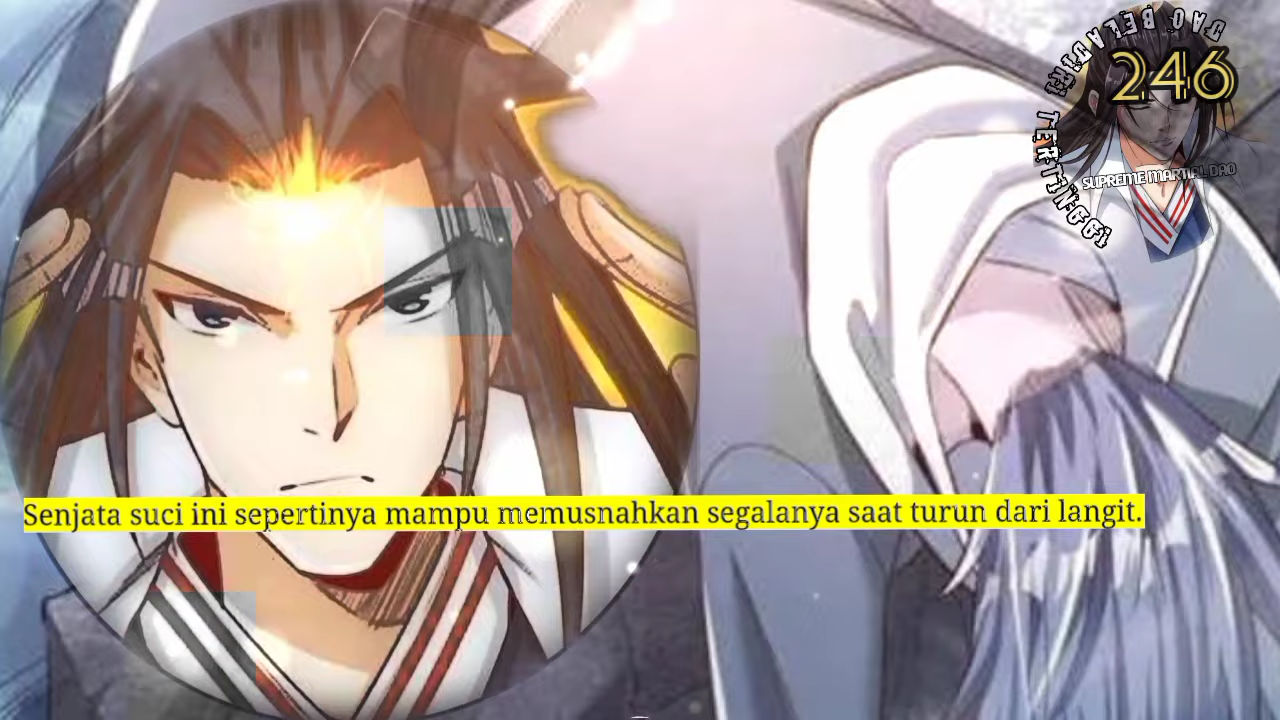 DAO BELADIRI TERTINGGI
246
SUPREME MARTIAL DAO
Senjata suci ini sepertinya mampu memusnahkan segalanya saat turun dari langit.